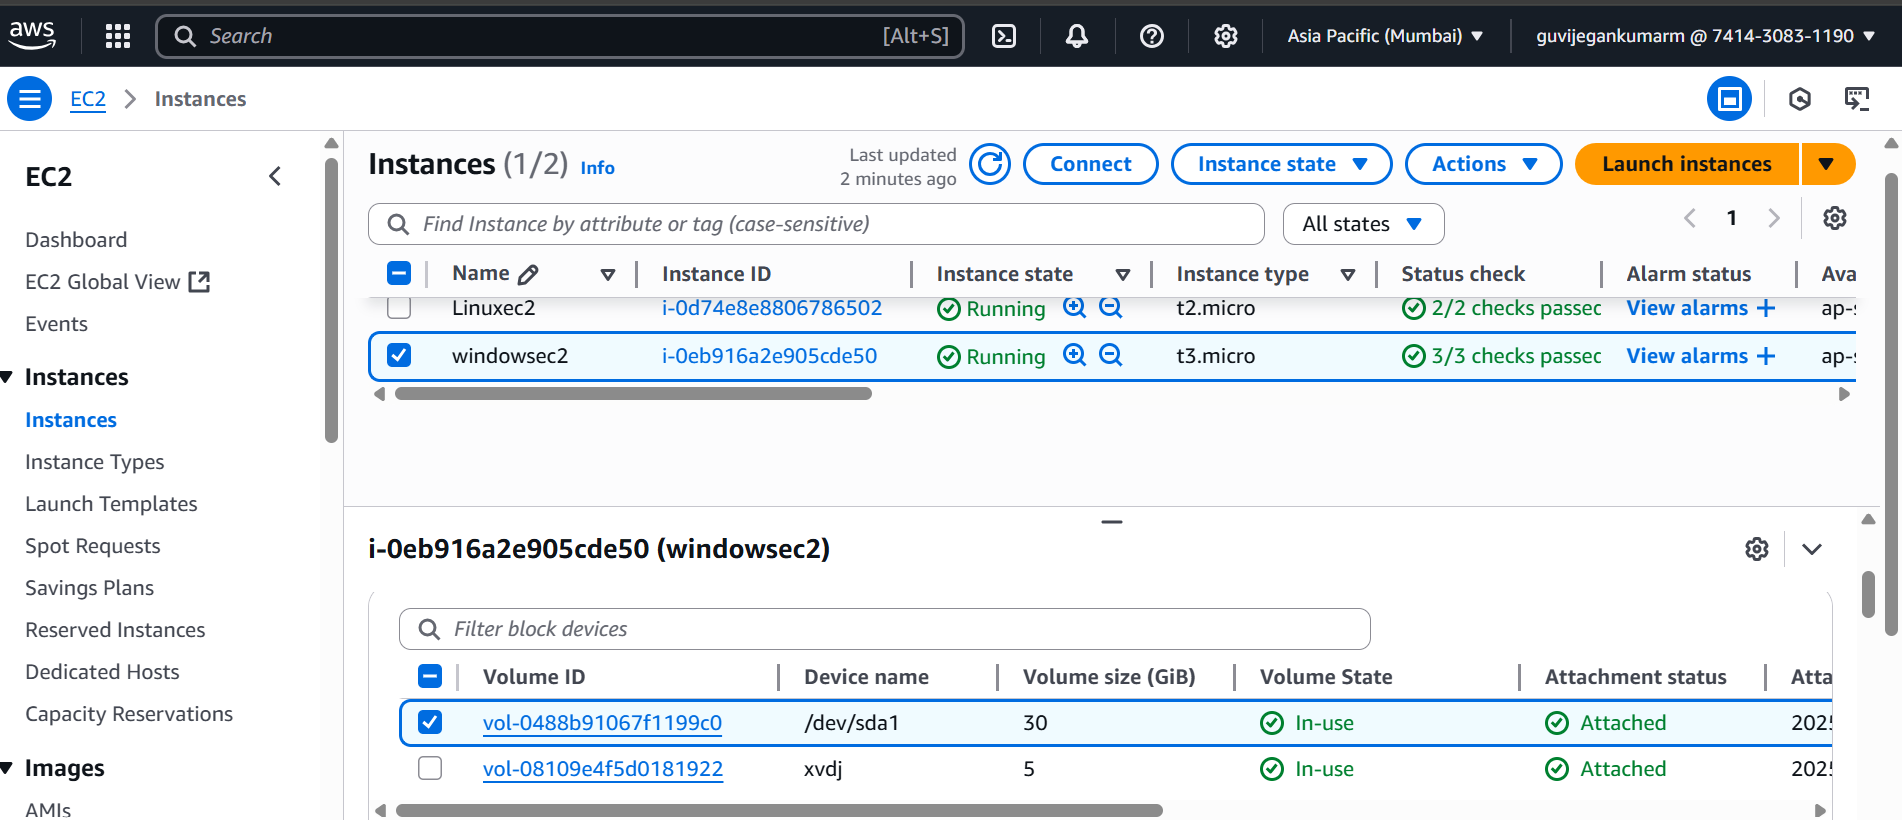 aws
Search [Alt+S]
Asia Pacific (Mumbai)
guvijegankumarm @ 7414-3083-1190
EC2 Instances
EC2
Dashboard
EC2 Global View
Events
Instances
Instances
Instance Types
Launch Templates
Spot Requests
Savings Plans
Reserved Instances
Dedicated Hosts
Capacity Reservations
Images
AMIs
Instances (1/2) Info
Last updated
2 minutes ago
Connect
Instance state
Actions
Launch instances
Find Instance by attribute or tag (case-sensitive)
All states
1
Name Instance ID Instance state Instance type Status check Alarm status Ava
Linuxec2 i-0d74e8e8806786502 Running t2.micro 2/2 checks passec View alarms + ap-s
windowsec2 i-0eb916a2e905cde50 Running t3.micro 3/3 checks passec View alarms + ap-s
i-0eb916a2e905cde50 (windowsec2)
Filter block devices
Volume ID Device name Volume size (GiB) Volume State Attachment status Atta
vol-0488b91067f1199c0 /dev/sda1 30 In-use Attached 2025
vol-08109e4f5d0181922 xvdj 5 In-use Attached 2025